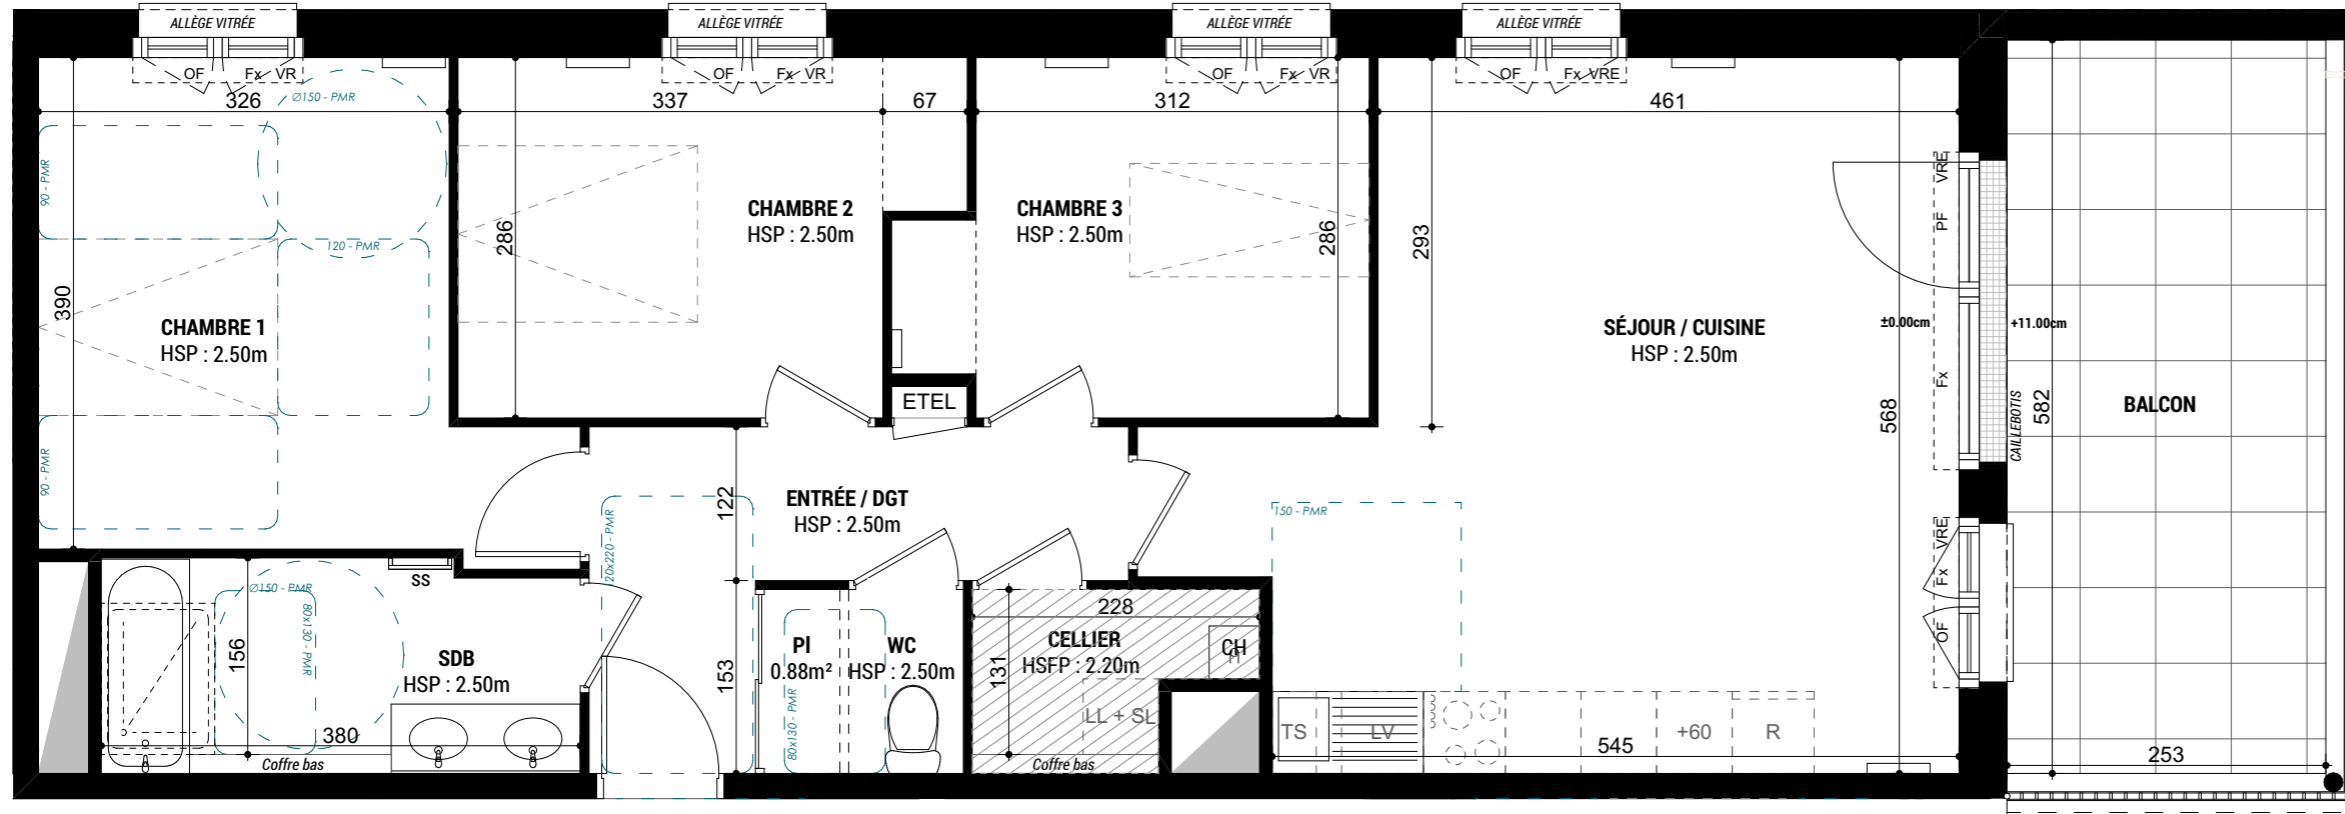 ALLÈGE VITRÉE
ALLÈGE VITRÉE
ALLÈGE VITRÉE
ALLÈGE VITRÉE
OF Fx VR
OF Fx VR
OF Fx VR
OF Fx VRE
326
Ø150 - PMR
337
67
312
461
90 - PMR
120 - PMR
390
CHAMBRE 1
HSP : 2.50m
90 - PMR
286
CHAMBRE 2
HSP : 2.50m
CHAMBRE 3
HSP : 2.50m
286
293
ETEL
SÉJOUR / CUISINE
HSP : 2.50m
568
VRE
PF
±0.00cm
Fx
+11.00cm
CAILLEBOTIS
582
BALCON
253
VRE
Fx
OF
ENTRÉE / DGT
HSP : 2.50m
122
20x220 - PMR
153
150 - PMR
SS
Ø150 - PMR
80x130 - PMR
156
SDB
HSP : 2.50m
380
Coffre bas
PI
0.88m²
80x130 - PMR
WC
HSP : 2.50m
228
CELLIER
HSFP : 2.20m
131
CH
LL + SL
Coffre bas
TS
LV
545
+60
R